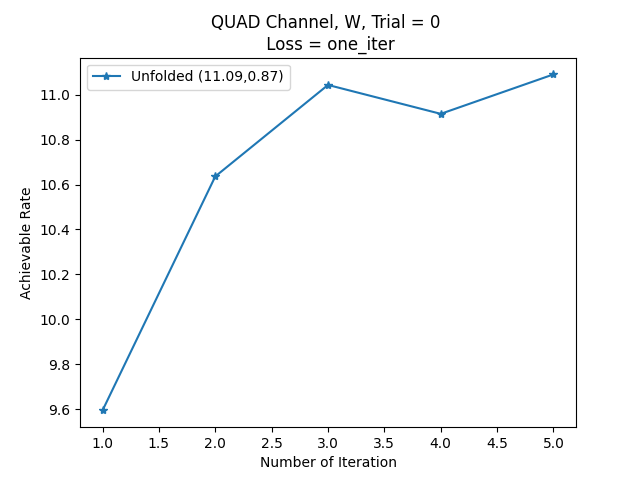 QUAD Channel, W, Trial = 0
Loss = one_iter
Unfolded (11.09,0.87)
Achievable Rate
11.0
10.8
10.6
10.4
10.2
10.0
9.8
9.6
1.0 1.5 2.0 2.5 3.0 3.5 4.0 4.5 5.0
Number of Iteration